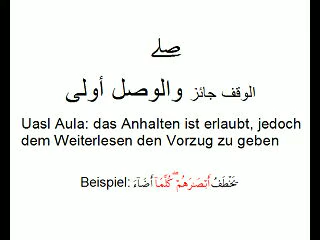 صلے
الوقف جائز والوصل أولى
Uasl Aula: das Anhalten ist erlaubt, jedoch
dem Weiterlesen den Vorzug zu geben
Beispiel: يَخْطَفُ أَبْصَـٰرَهُمْ ۖ كُلَّمَآ أَضَآءَ